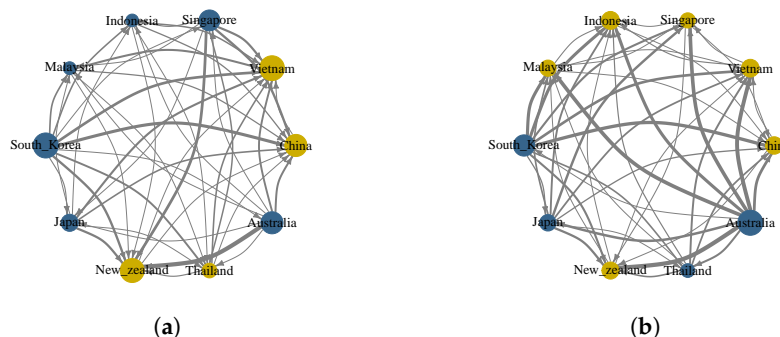 Indonesia Singapore
Malaysia Vietnam
South_Korea China
Japan Australia
New_zealand Thailand
(a)
Indonesia Singapore
Malaysia Vietnam
South_Korea Chin
Japan Australia
New_zealand Thailand
(b)